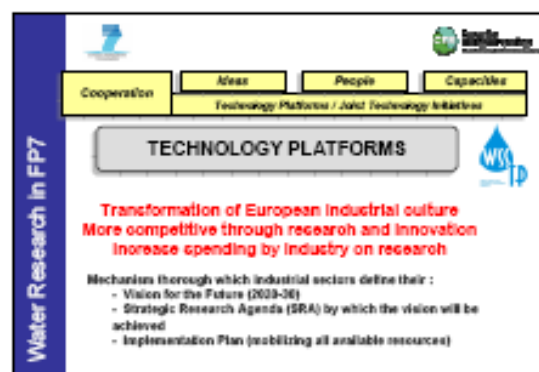 7
Cooperation
Ideas
People
Capacities
Technology Platforms / Joint Technology Initiatives
TECHNOLOGY PLATFORMS
WSS
TP
Water Research in FP7
Transformation of European industrial culture
More competitive through research and innovation
Increase spending by industry on research
Mechanism thorough which industrial sectors define their :
- Vision for the Future (2020-30)
- Strategic Research Agenda (SRA) by which the vision will be
achieved
- Implementation Plan (mobilizing all available resources)